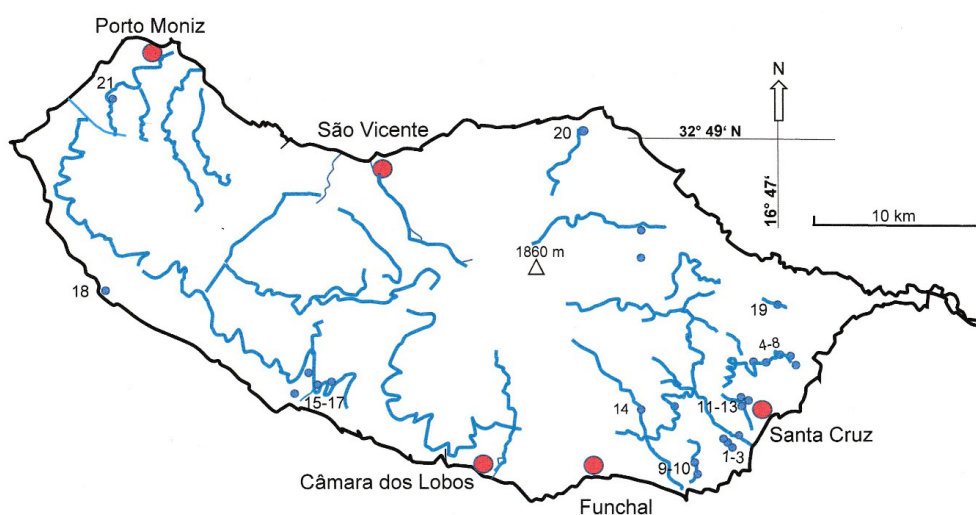 Porto Moniz
N
21
São Vicente
20
32° 49‘ N
16° 47‘
10 km
1860 m
18
19
4-8
15-17
14
11-13
Santa Cruz
1-3
9-10
Câmara dos Lobos
Funchal